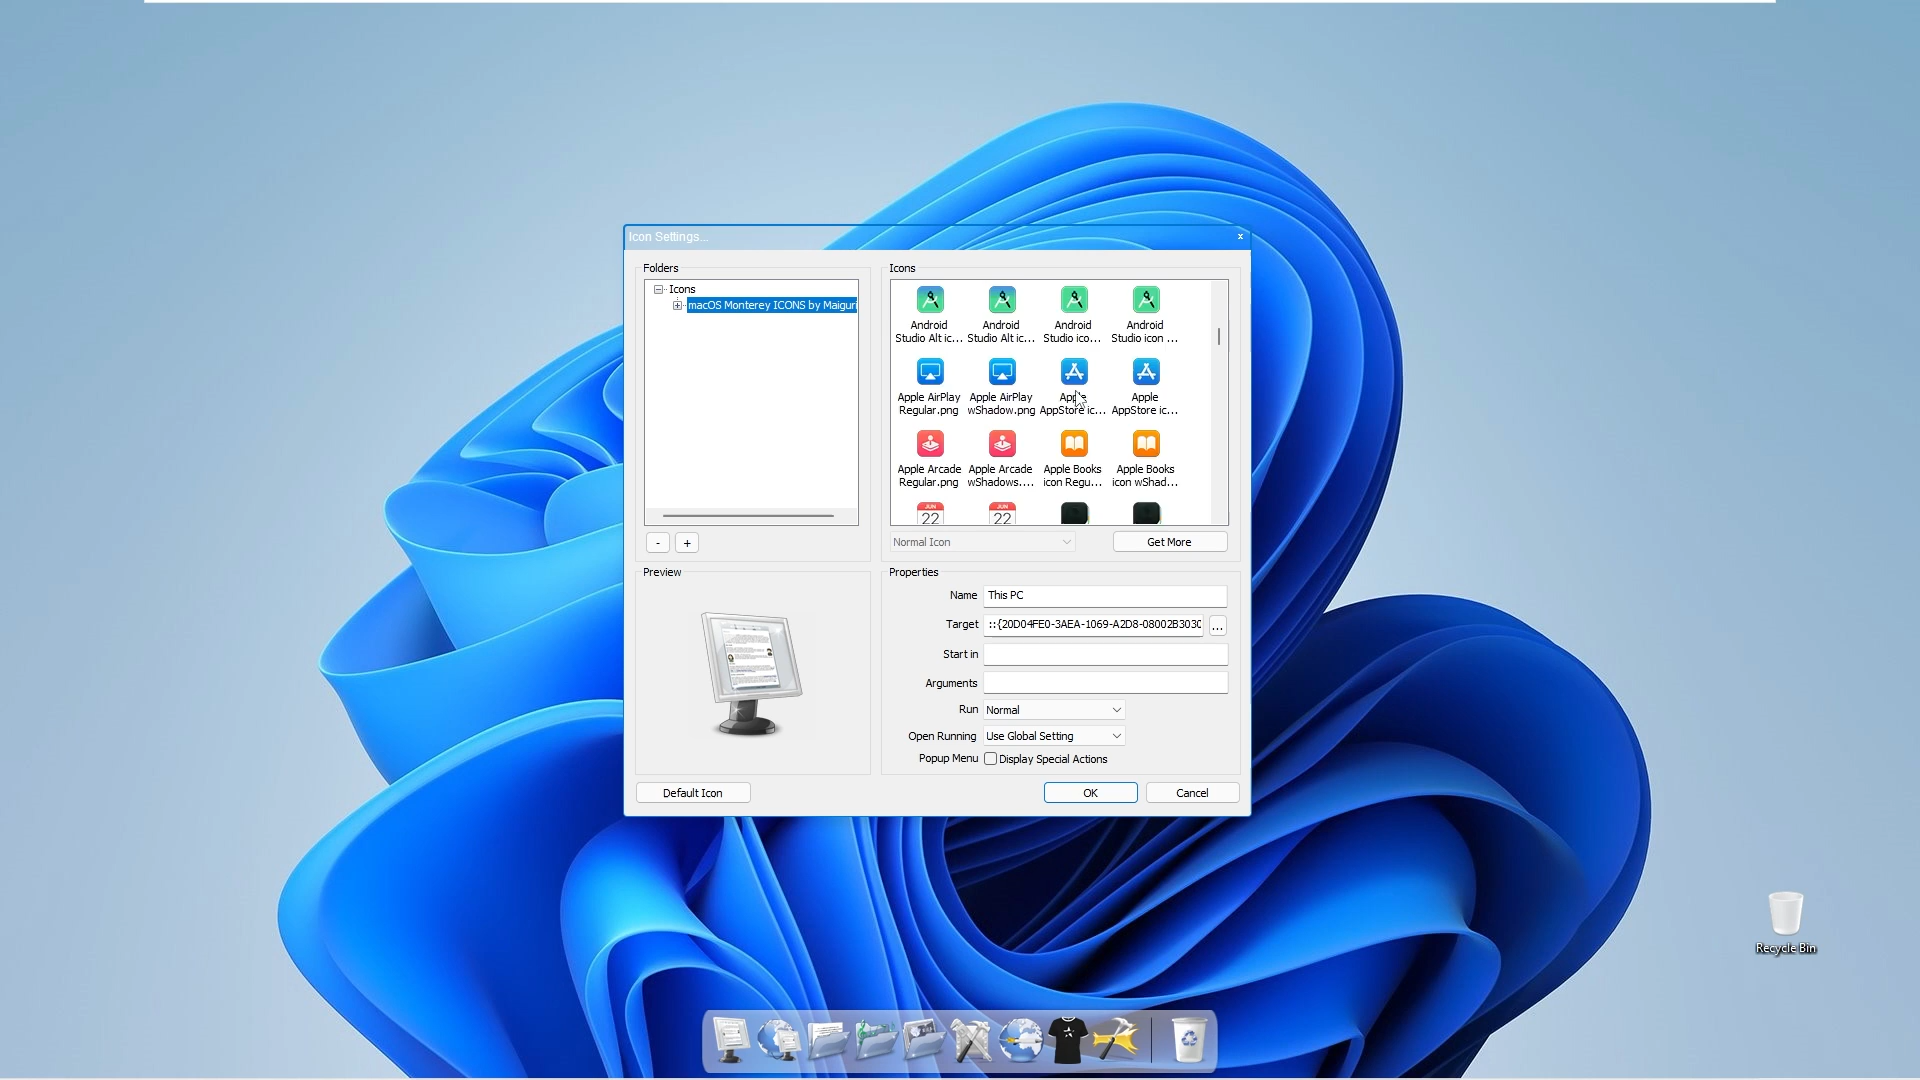 Icon Settings...
x
Folders
Icons
macOS Monterey ICONS by Maiguri
-
+
Icons
Android
Studio Alt ic...
Android
Studio Alt ic...
Android
Studio ico...
Android
Studio icon ...
Apple AirPlay
Regular.png
Apple AirPlay
wShadow.png
Apple
AppStore ic...
Apple
AppStore ic...
Apple Arcade
Regular.png
Apple Arcade
wShadows....
Apple Books
icon Regu...
Apple Books
icon wShad...
JUN
22
JUN
22
Normal Icon
Get More
Preview
Properties
Name
This PC
Target
::{20D04FE0-3AEA-1069-A2D8-08002B3030
...
Start in
Arguments
Run
Normal
Open Running
Use Global Setting
Popup Menu
Display Special Actions
Default Icon
OK
Cancel
Recycle Bin